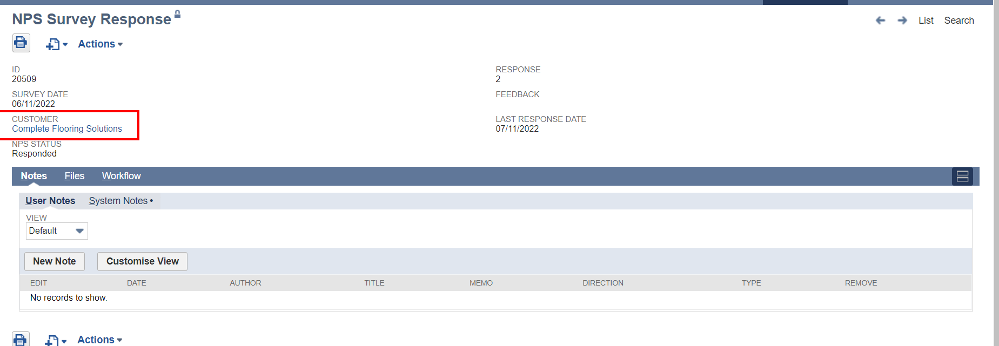 NPS Survey Response
List Search
Actions
ID
20509
RESPONSE
2
SURVEY DATE
06/11/2022
FEEDBACK
CUSTOMER
Complete Flooring Solutions
LAST RESPONSE DATE
07/11/2022
NPS STATUS
Responded
Notes Files Workflow
User Notes System Notes •
VIEW
Default
New Note Customise View
EDIT DATE AUTHOR TITLE MEMO DIRECTION TYPE REMOVE
No records to show.
Actions